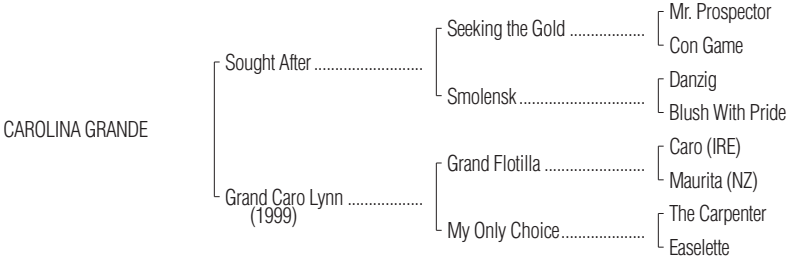 Mr. Prospector
Seeking the Gold ..................
Con Game
Sought After ..........................
Danzig
Smolensk..............................
Blush With Pride
CAROLINA GRANDE
Caro (IRE)
Grand Flotilla ........................
Maurita (NZ)
Grand Caro Lynn ..................
(1999)
The Carpenter
My Only Choice....................
Easelette